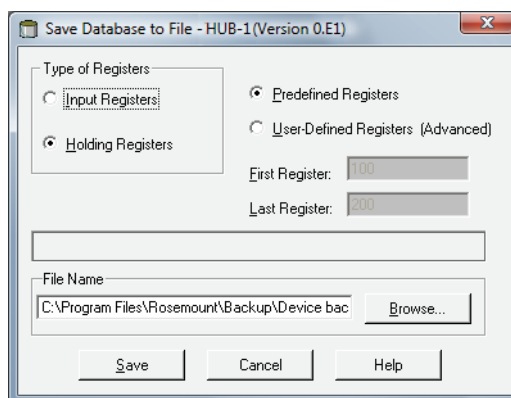 Save Database to File - HUB-1(Version 0.E1)
Type of Registers
Input Registers
Holding Registers
Predefined Registers
User-Defined Registers (Advanced)
First Register: 100
Last Register: 200
File Name
C:\Program Files\Rosemount\Backup\Device bac
Browse...
Save Cancel Help